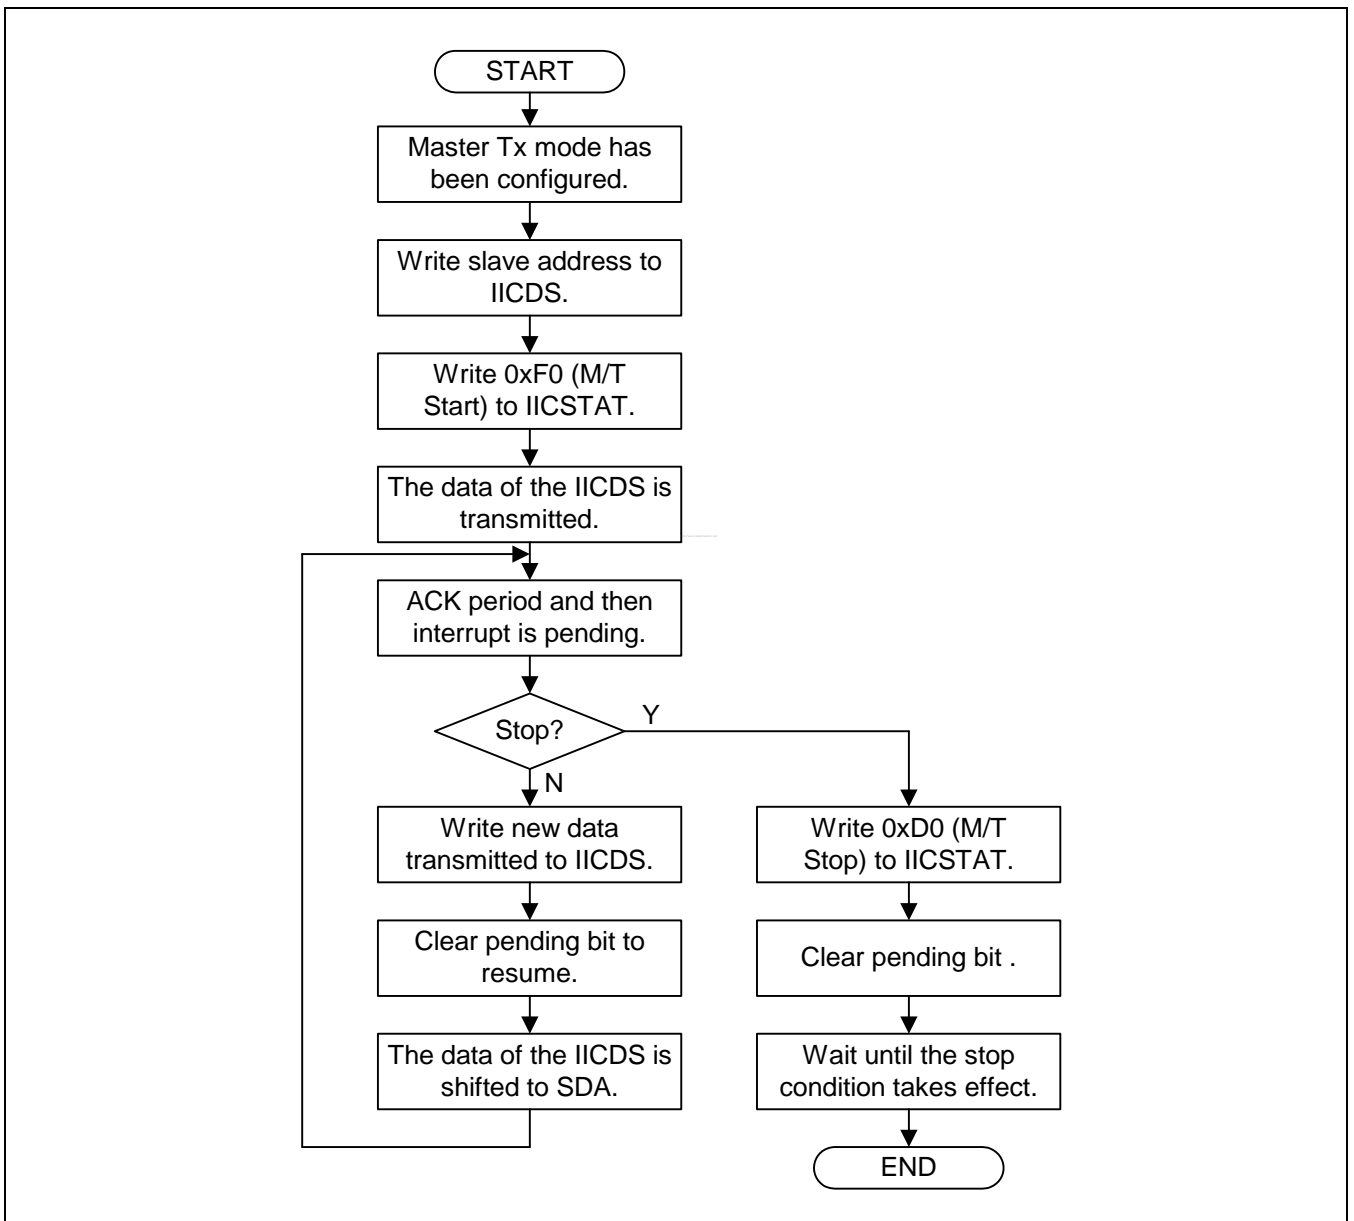 START
Master Tx mode has
been configured.
Write slave address to
IICDS.
Write 0xF0 (M/T
Start) to IICSTAT.
The data of the IICDS is
transmitted.
ACK period and then
interrupt is pending.
Stop?
Y
N
Write new data
transmitted to IICDS.
Clear pending bit to
resume.
The data of the IICDS is
shifted to SDA.
Write 0xD0 (M/T
Stop) to IICSTAT.
Clear pending bit .
Wait until the stop
condition takes effect.
END